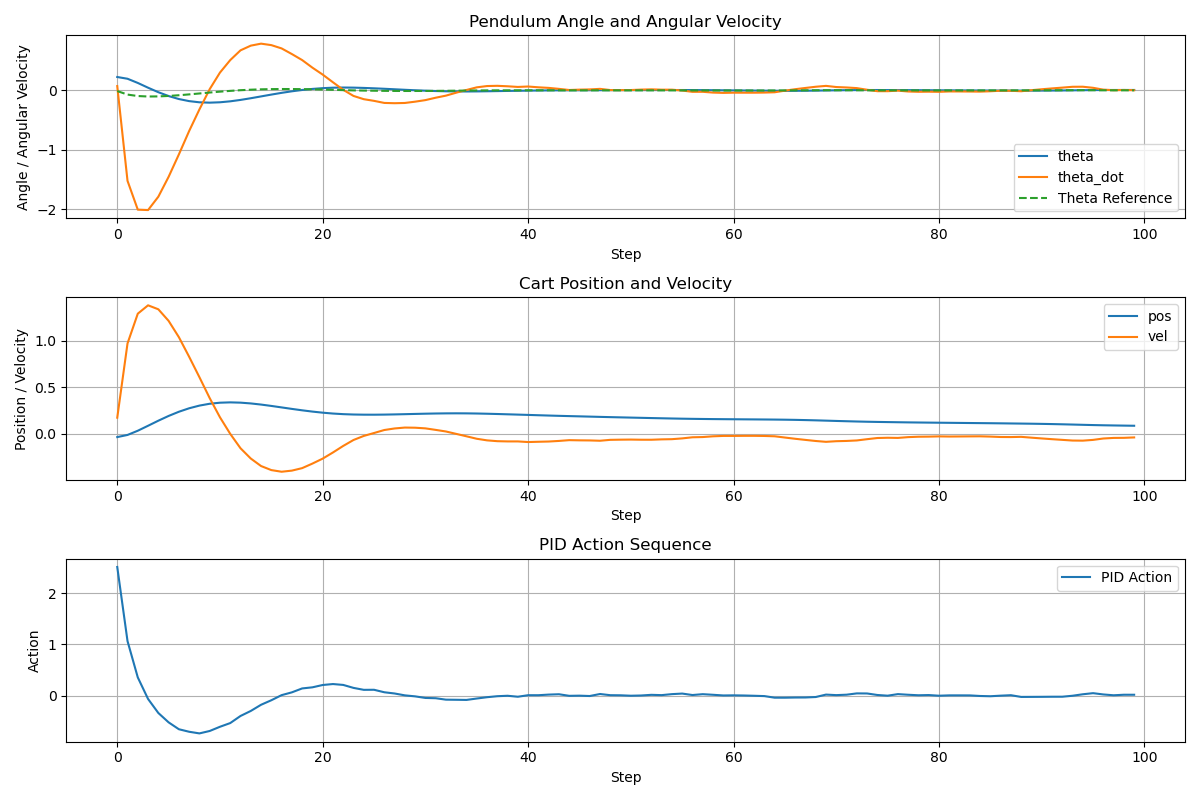 Pendulum Angle and Angular Velocity
Angle / Angular Velocity
0
−1
−2
theta
theta_dot
Theta Reference
0 20 40 60 80 100
Step
Cart Position and Velocity
Position / Velocity
1.0
0.5
0.0
pos
vel
0 20 40 60 80 100
Step
PID Action Sequence
Action
2
1
0
PID Action
0 20 40 60 80 100
Step